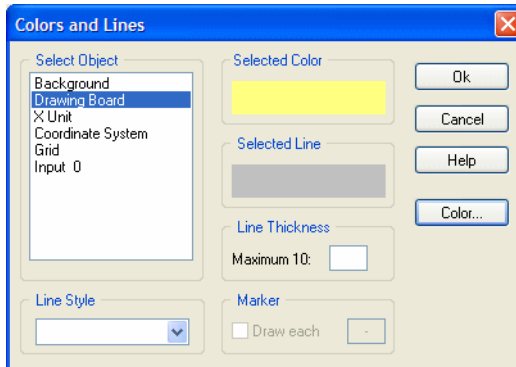 Colors and Lines
Select Object
Background
Drawing Board
X Unit
Coordinate System
Grid
Input 0
Line Style
Selected Color
Selected Line
Line Thickness
Maximum 10:
Marker
Draw each
-
Ok
Cancel
Help
Color...